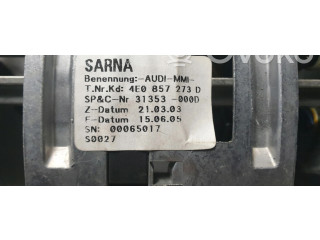 SARNA
Benennung:-AUDI-MMI-
T.Nr.Kd: 4E0 857 273 D
SP&C-Nr 31353-000D
Z-Datum 21.03.03
F-Datum 15.06.05
SN: 00065017
S0027